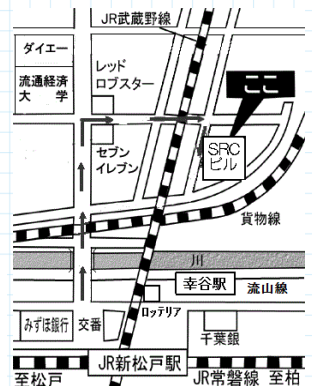 JR武蔵野線
ダイエー
流通経済
大 学
レッド
ロブスター
ここ
SRC
ビル
セブン
イレブン
貨物線
川
幸谷駅
流山線
ロッテリア
みずほ銀行
交番
千葉銀
JR新松戸駅
至松戸
JR常磐線 至柏